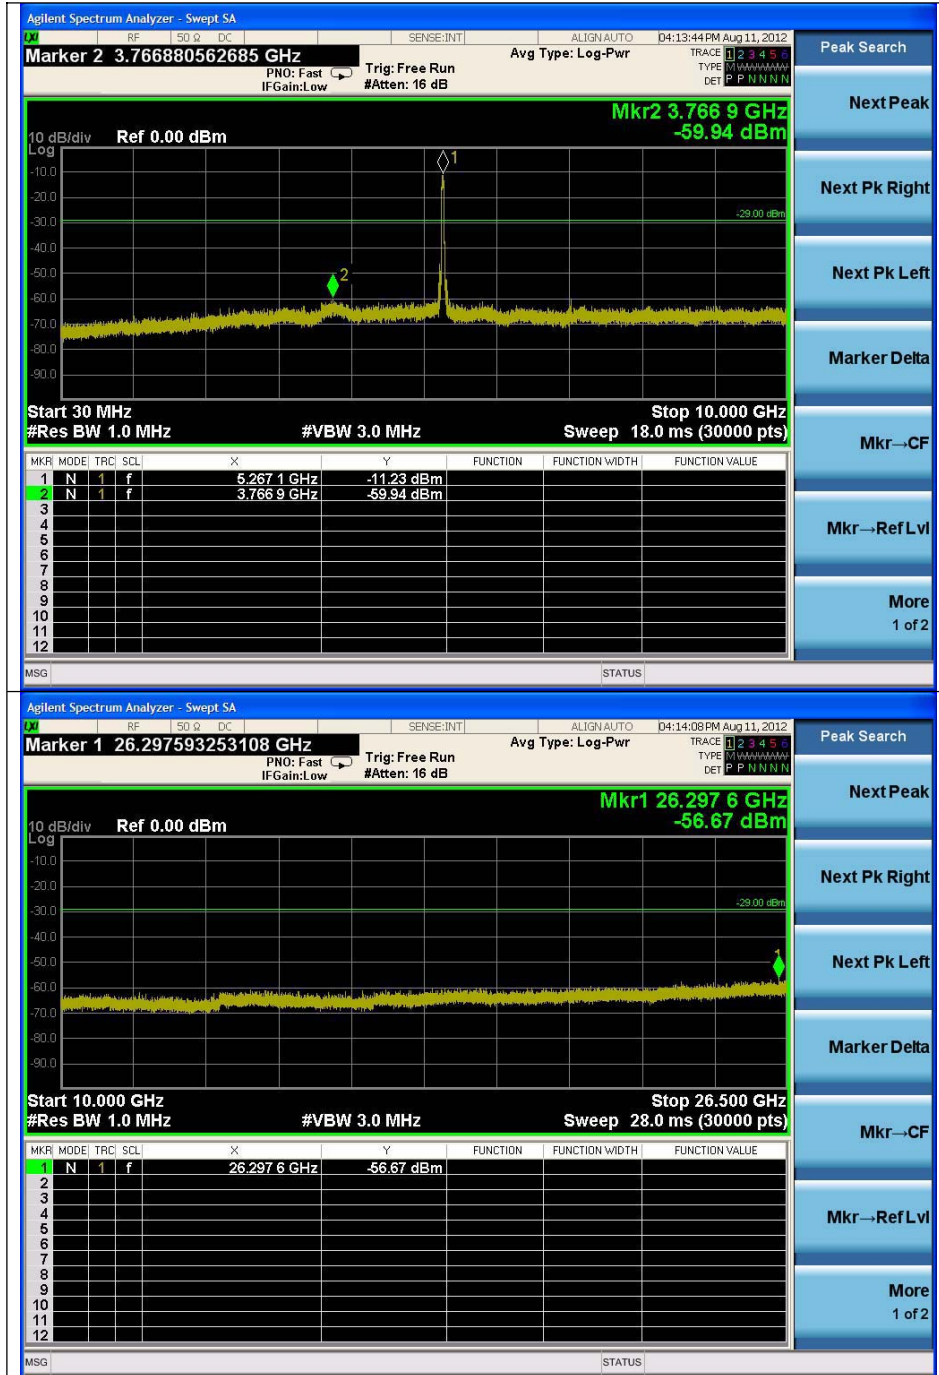 Agilent Spectrum Analyzer - Swept SA
LXI RF 50 Ω DC SENSE:INT ALIGN AUTO 04:13:44 PM Aug 11, 2012
Marker 2 3.766880562685 GHz
PNO: Fast
IFGain:Low
Trig: Free Run
#Atten: 16 dB
Avg Type: Log-Pwr
TRACE 1 2 3 4 5 6
TYPE M W W W W W
DET P P N N N N
Peak Search
Next Peak
Next Pk Right
Next Pk Left
Marker Delta
Mkr→CF
Mkr→Ref Lvl
More
1 of 2
Mkr2 3.766 9 GHz
-59.94 dBm
10 dB/div Ref 0.00 dBm
Log
-10.0
-20.0
-30.0
-40.0
-50.0
-60.0
-70.0
-80.0
-90.0
1
2
-29.00 dBm
Start 30 MHz Stop 10.000 GHz
#Res BW 1.0 MHz #VBW 3.0 MHz Sweep 18.0 ms (30000 pts)
MKR MODE TRC SCL X Y FUNCTION FUNCTION WIDTH FUNCTION VALUE
1 N 1 f 5.267 1 GHz -11.23 dBm
2 N 1 f 3.766 9 GHz -59.94 dBm
3
4
5
6
7
8
9
10
11
12
MSG STATUS
Agilent Spectrum Analyzer - Swept SA
LXI RF 50 Ω DC SENSE:INT ALIGN AUTO 04:14:08 PM Aug 11, 2012
Marker 1 26.297593253108 GHz
PNO: Fast
IFGain:Low
Trig: Free Run
#Atten: 16 dB
Avg Type: Log-Pwr
TRACE 1 2 3 4 5 6
TYPE M W W W W W
DET P P N N N N
Peak Search
Next Peak
Next Pk Right
Next Pk Left
Marker Delta
Mkr→CF
Mkr→Ref Lvl
More
1 of 2
Mkr1 26.297 6 GHz
-56.67 dBm
10 dB/div Ref 0.00 dBm
Log
-10.0
-20.0
-30.0
-40.0
-50.0
-60.0
-70.0
-80.0
-90.0
-29.00 dBm
1
Start 10.000 GHz Stop 26.500 GHz
#Res BW 1.0 MHz #VBW 3.0 MHz Sweep 28.0 ms (30000 pts)
MKR MODE TRC SCL X Y FUNCTION FUNCTION WIDTH FUNCTION VALUE
1 N 1 f 26.297 6 GHz -56.67 dBm
2
3
4
5
6
7
8
9
10
11
12
MSG STATUS